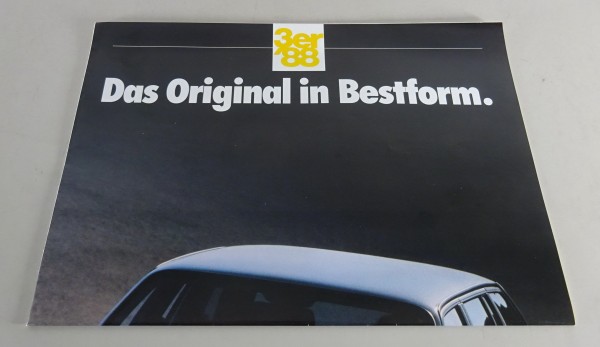 3er
'88
Das Original in Bestform.